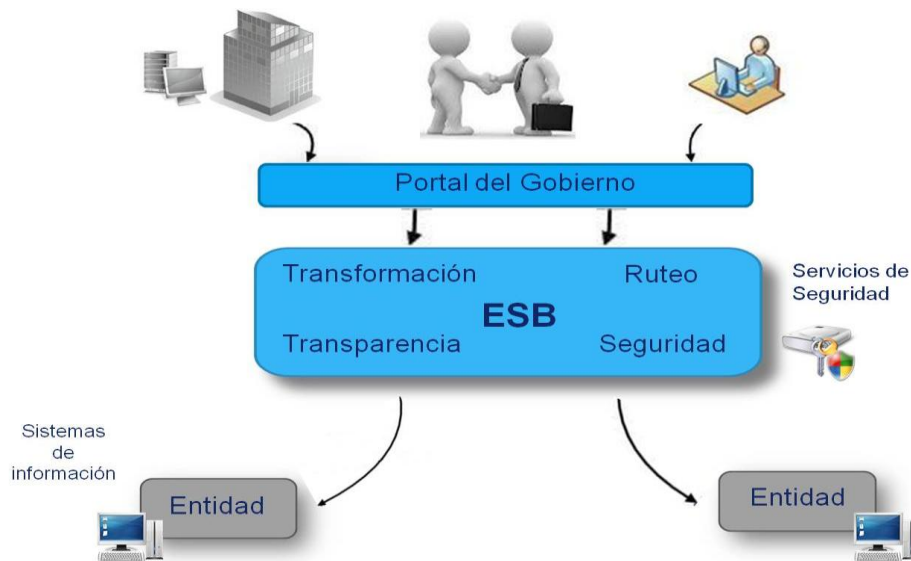 Portal del Gobierno
Transformación
Ruteo
ESB
Transparencia
Seguridad
Servicios de
Seguridad
Sistemas
de
información
Entidad
Entidad